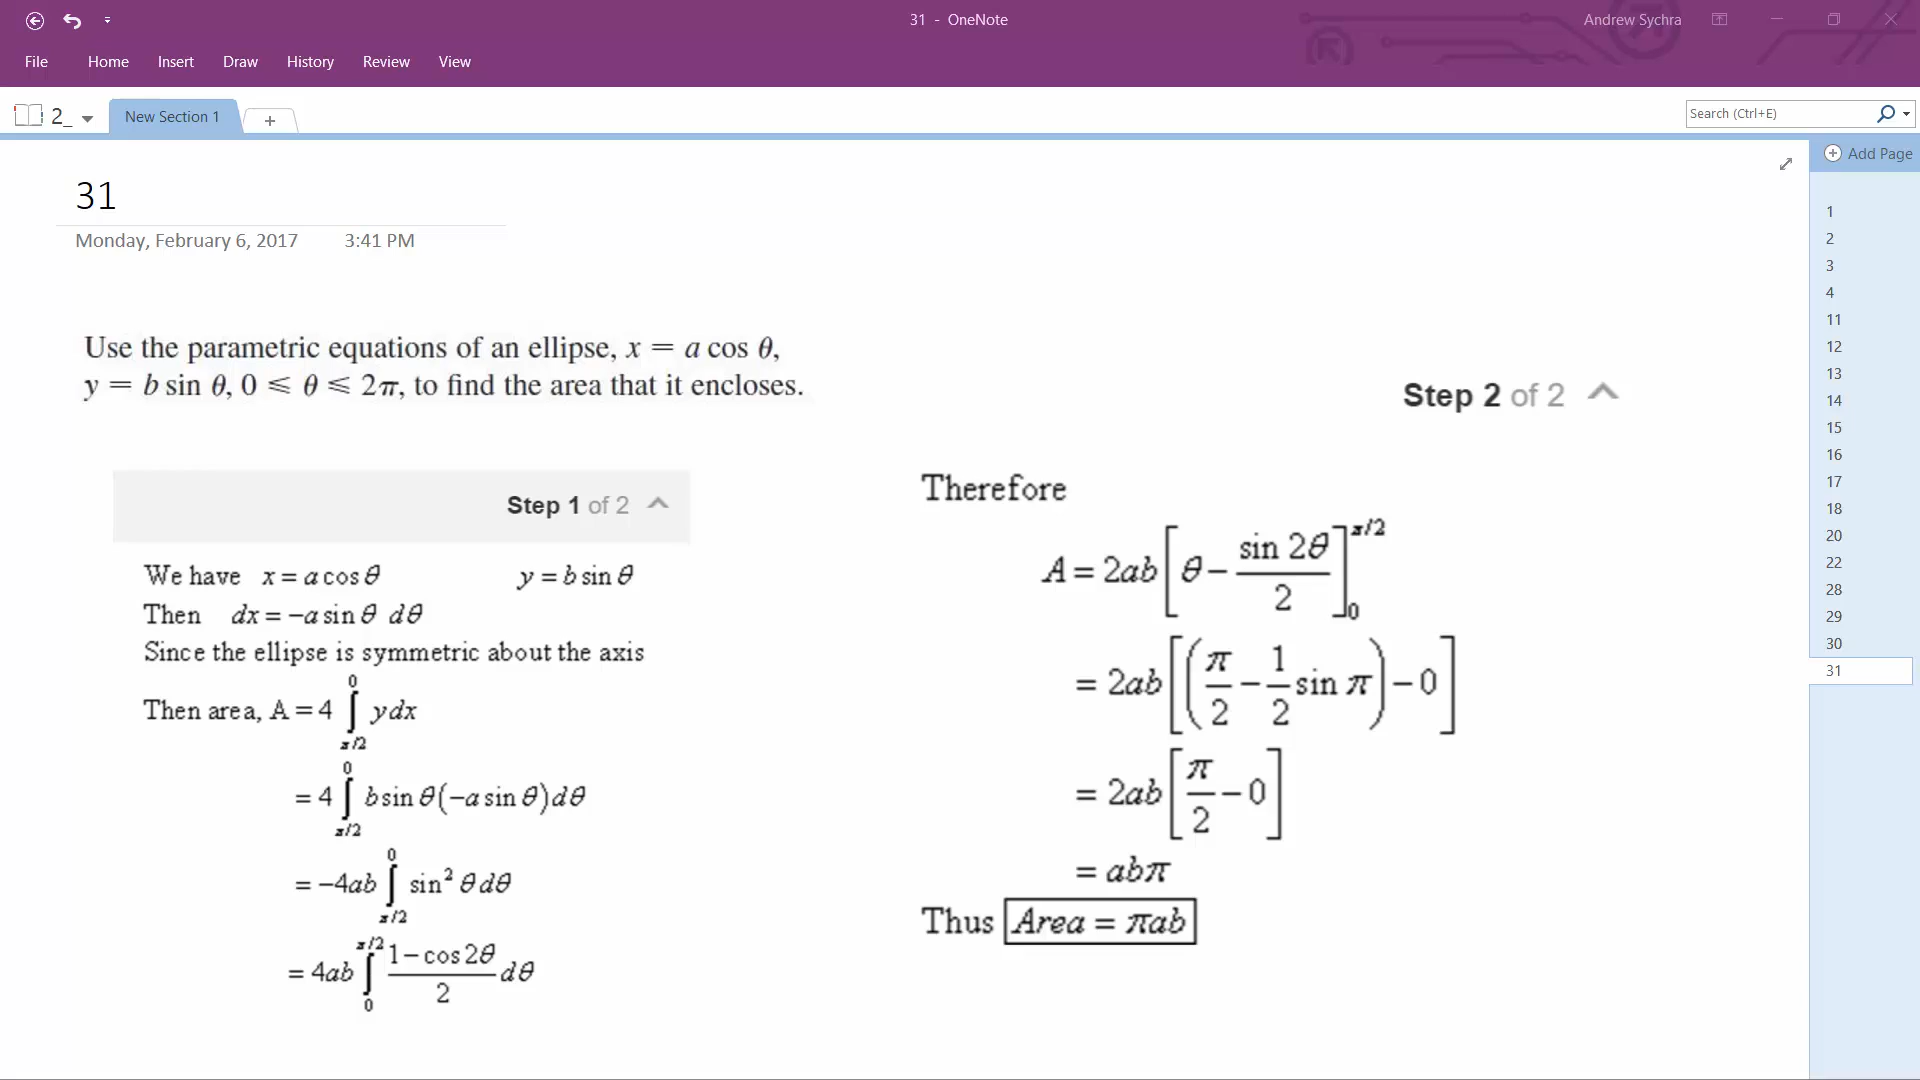 31 - OneNote
Andrew Sychra
File Home Insert Draw History Review View
2_ New Section 1 +
Search (Ctrl+E)
Add Page
31
Monday, February 6, 2017 3:41 PM
Use the parametric equations of an ellipse, x = a cos θ,
y = b sin θ, 0 ⩽ θ ⩽ 2π, to find the area that it encloses.
Step 1 of 2
We have x = a cos θ y = b sin θ
Then dx = −a sin θ dθ
Since the ellipse is symmetric about the axis
Then area, A = 4 ∫_{π/2}^{0} ydx
= 4 ∫_{π/2}^{0} b sin θ(−a sin θ)dθ
= −4ab ∫_{π/2}^{0} sin² θdθ
= 4ab ∫_{0}^{π/2} (1 − cos 2θ)/2 dθ
Step 2 of 2
Therefore
A = 2ab[θ − (sin 2θ)/2]_{0}^{π/2}
= 2ab[(π/2 − 1/2 sin π) − 0]
= 2ab[π/2 − 0]
= abπ
Thus Area = πab
1
2
3
4
11
12
13
14
15
16
17
18
20
22
28
29
30
31